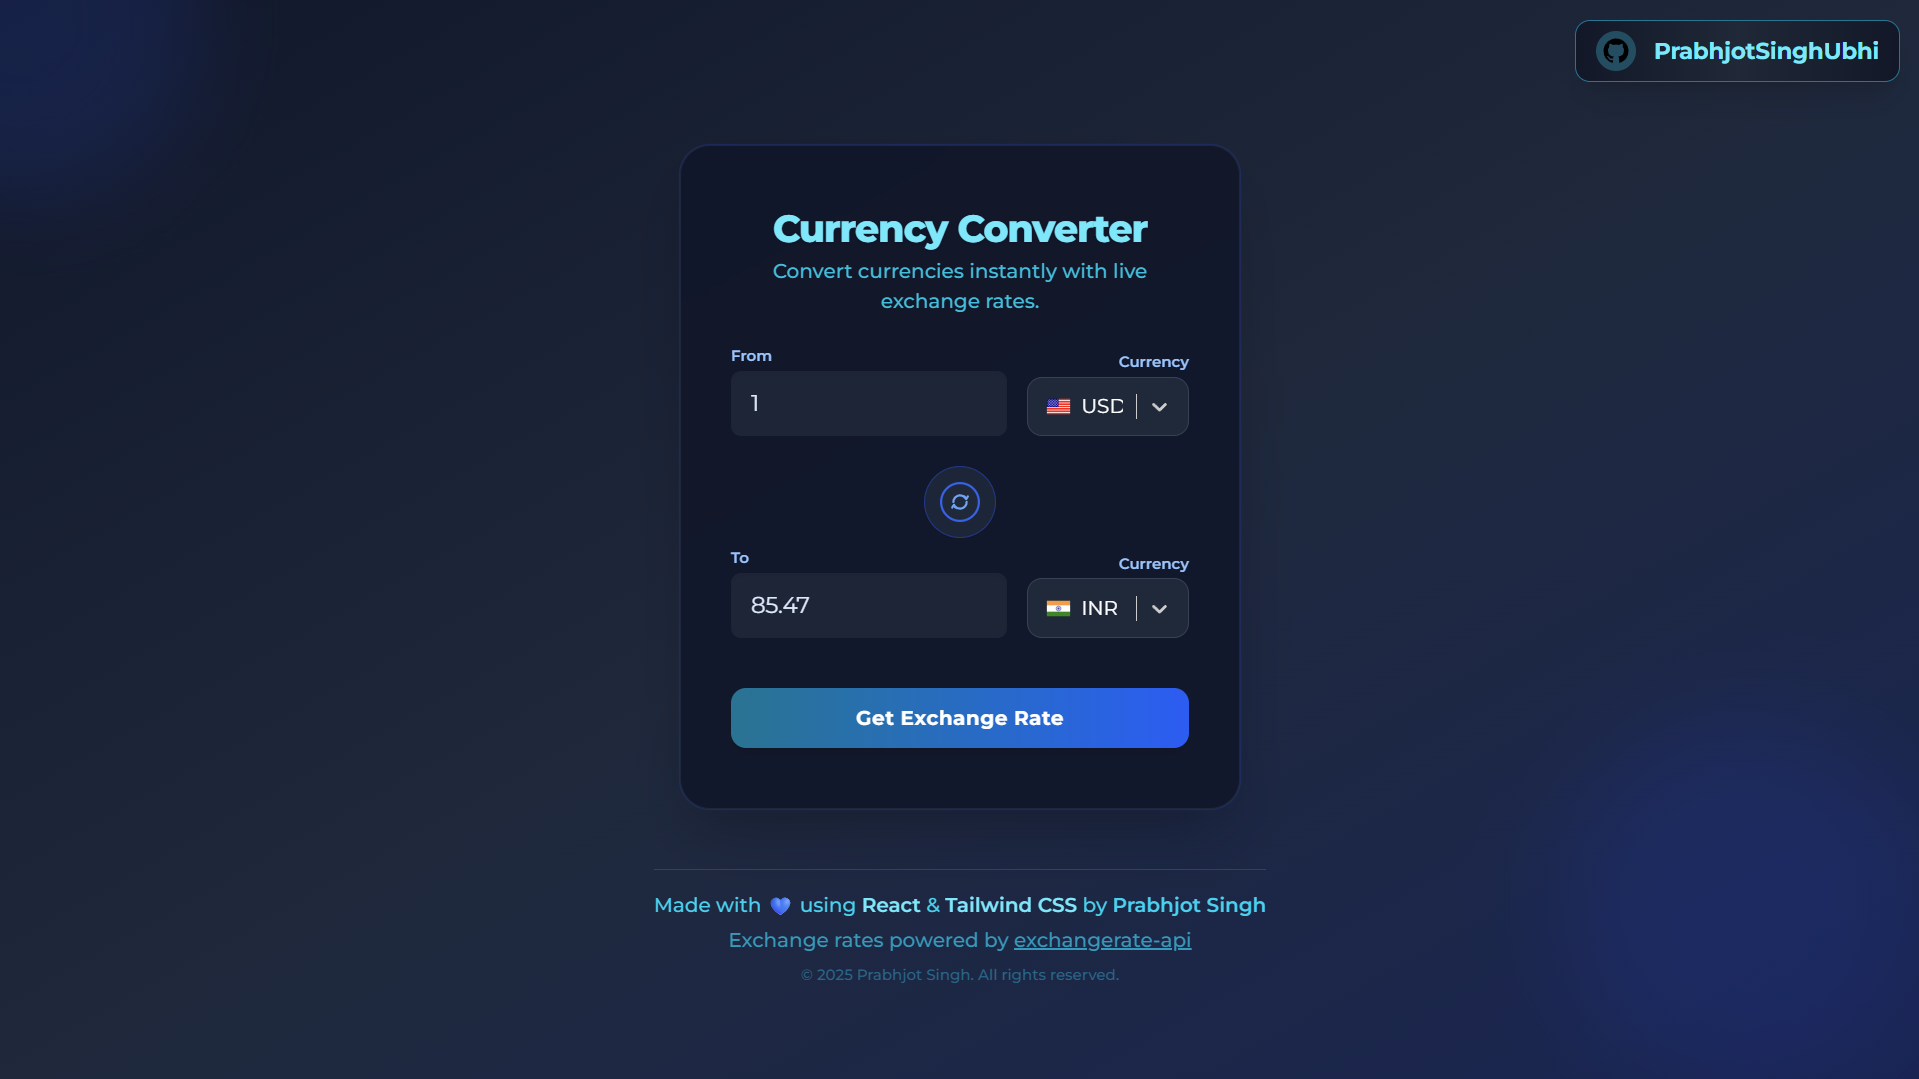 PrabhjotSinghUbhi
Currency Converter
Convert currencies instantly with live
exchange rates.
From
Currency
1
USD
To
Currency
85.47
INR
Get Exchange Rate
Made with 💙 using React & Tailwind CSS by Prabhjot Singh
Exchange rates powered by exchangerate-api
© 2025 Prabhjot Singh. All rights reserved.